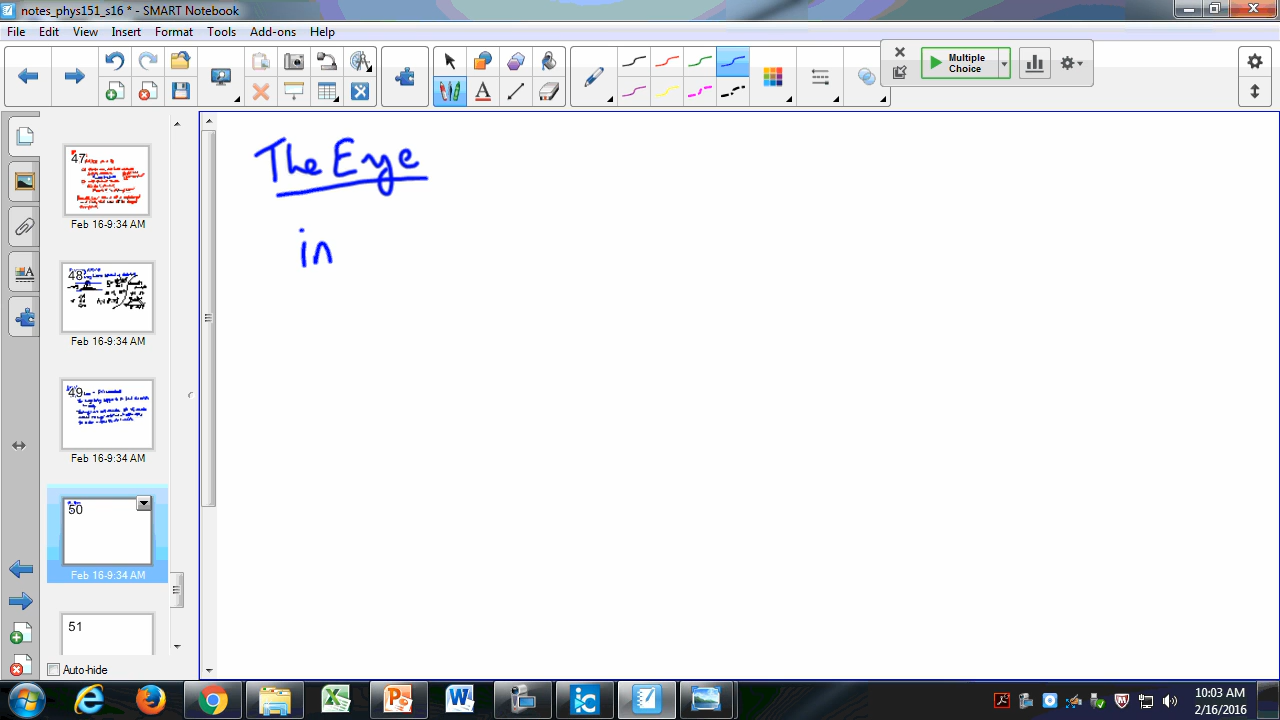 notes_phys151_s16 * - SMART Notebook
File Edit View Insert Format Tools Add-ons Help
Multiple
Choice
The Eye
in
47
Feb 16-9:34 AM
48
Feb 16-9:34 AM
49
Feb 16-9:34 AM
50
Feb 16-9:34 AM
51
Auto-hide
10:03 AM
2/16/2016